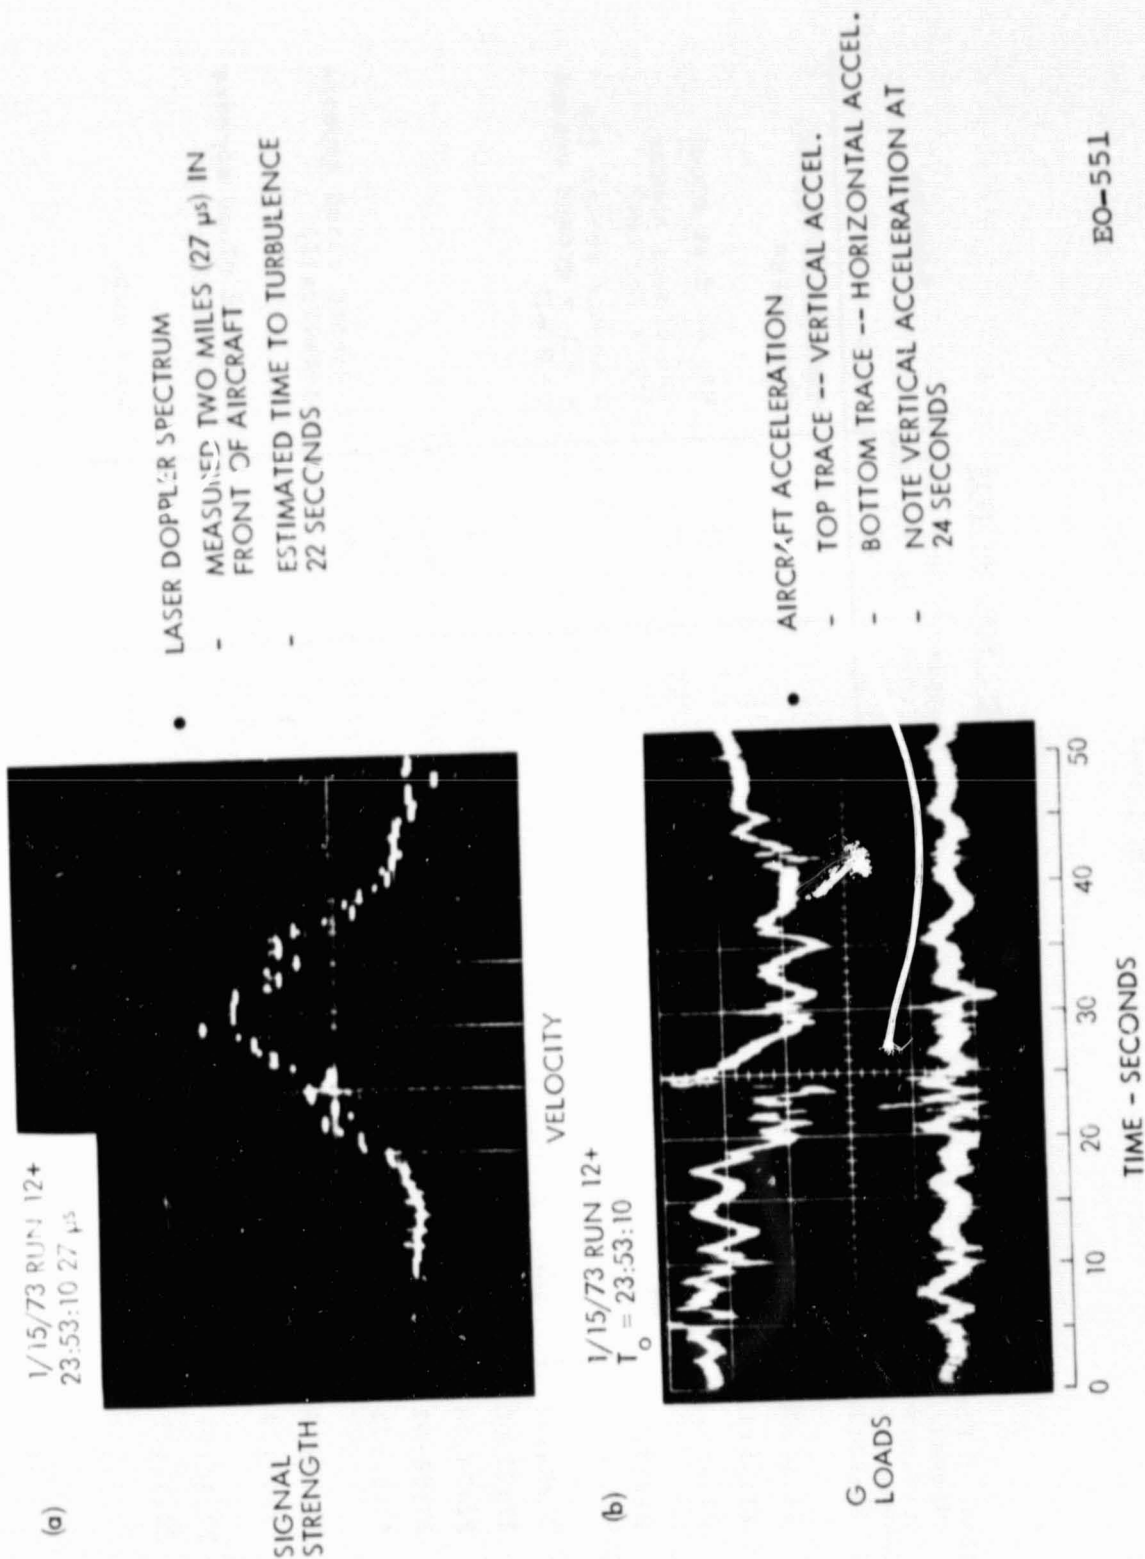 (a)
1/15/73 RUN 12+
23:53:10 27 µs
SIGNAL
STRENGTH
VELOCITY
• LASER DOPPLER SPECTRUM
- MEASURED TWO MILES (27 µs) IN
FRONT OF AIRCRAFT
- ESTIMATED TIME TO TURBULENCE
22 SECONDS
(b)
1/15/73 RUN 12+
To = 23:53:10
G
LOADS
0 10 20 30 40 50
TIME - SECONDS
• AIRCRAFT ACCELERATION
- TOP TRACE -- VERTICAL ACCEL.
- BOTTOM TRACE -- HORIZONTAL ACCEL.
- NOTE VERTICAL ACCELERATION AT
24 SECONDS
EO-551